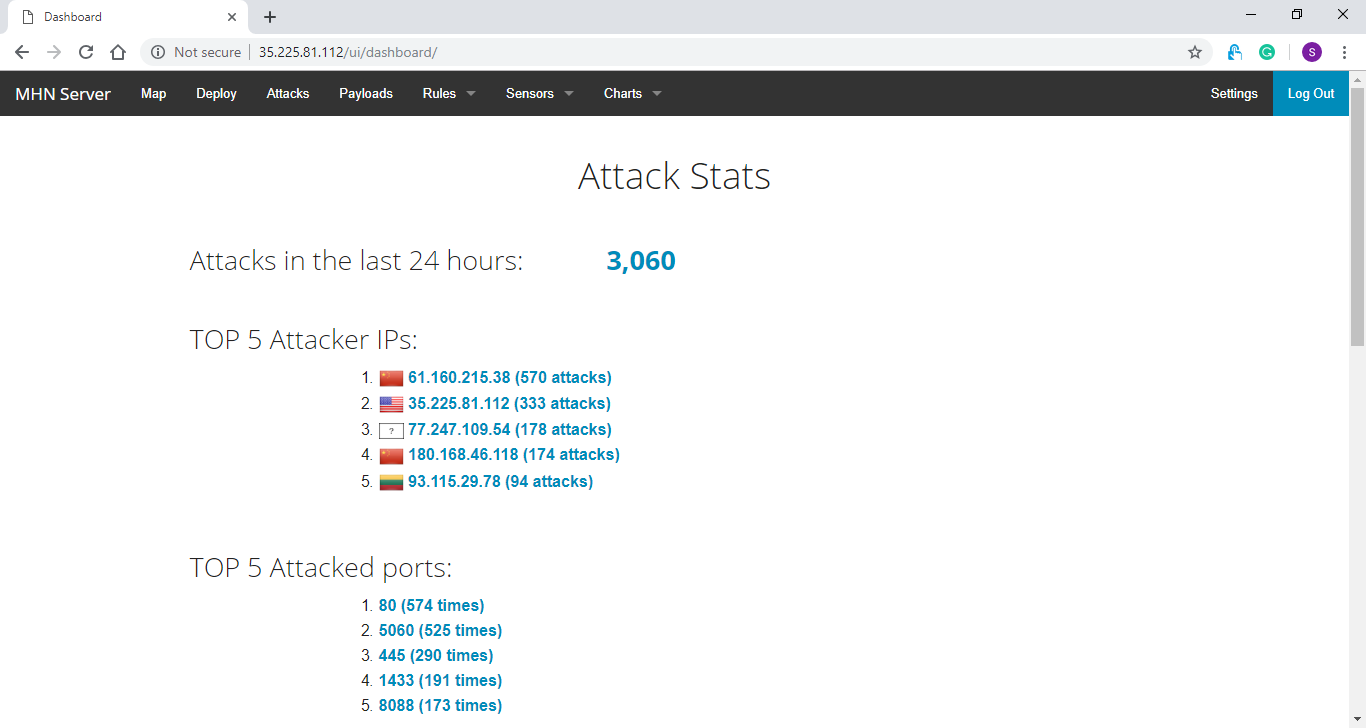 Dashboard
Not secure 35.225.81.112/ui/dashboard/ S
MHN Server Map Deploy Attacks Payloads Rules Sensors Charts Settings Log Out
Attack Stats
Attacks in the last 24 hours: 3,060
TOP 5 Attacker IPs:
1. 61.160.215.38 (570 attacks)
2. 35.225.81.112 (333 attacks)
3. ? 77.247.109.54 (178 attacks)
4. 180.168.46.118 (174 attacks)
5. 93.115.29.78 (94 attacks)
TOP 5 Attacked ports:
1. 80 (574 times)
2. 5060 (525 times)
3. 445 (290 times)
4. 1433 (191 times)
5. 8088 (173 times)